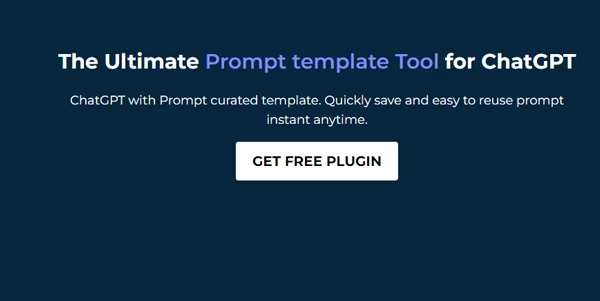 The Ultimate Prompt template Tool for ChatGPT
ChatGPT with Prompt curated template. Quickly save and easy to reuse prompt
instant anytime.
GET FREE PLUGIN